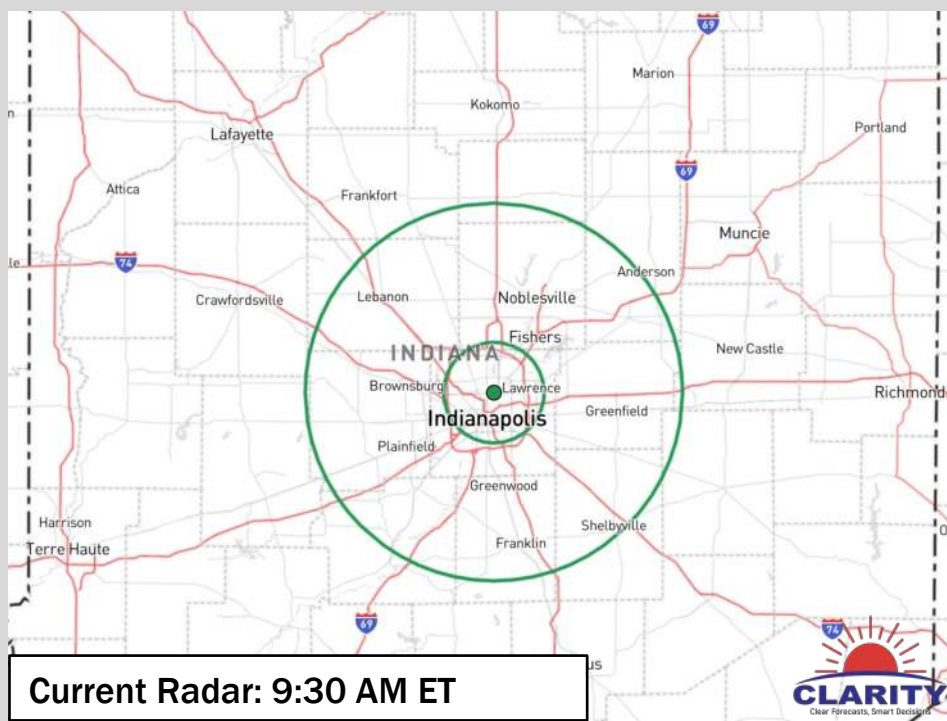 69
Marion
Kokomo
Lafayette
Portland
69
Attica
Frankfort
Muncie
74
Anderson
Crawfordsville
Lebanon
Noblesville
Fishers
INDIANA
New Castle
Brownsburg
Lawrence
Richmond
Greenfield
Indianapolis
Plainfield
Greenwood
Harrison
Shelbyville
Terre Haute
Franklin
69
74
Current Radar: 9:30 AM ET
CLARITY
Clear Forecasts, Smart Decisions